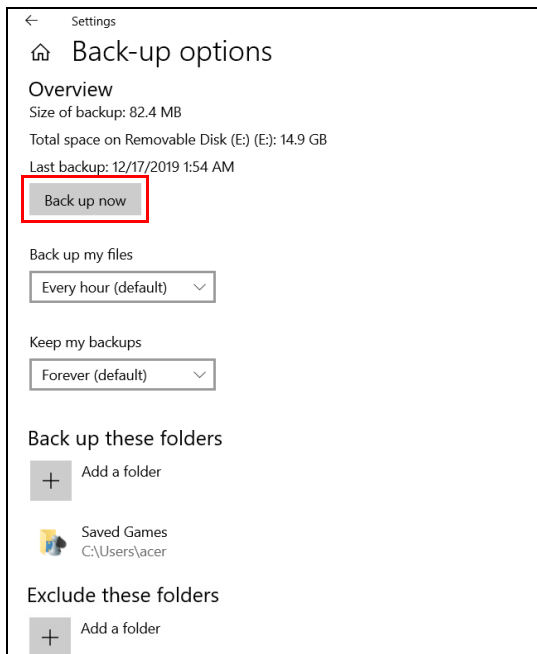 Settings
Back-up options
Overview
Size of backup: 82.4 MB
Total space on Removable Disk (E:) (E:): 14.9 GB
Last backup: 12/17/2019 1:54 AM
Back up now
Back up my files
Every hour (default)
Keep my backups
Forever (default)
Back up these folders
Add a folder
Saved Games
C:\Users\acer
Exclude these folders
Add a folder